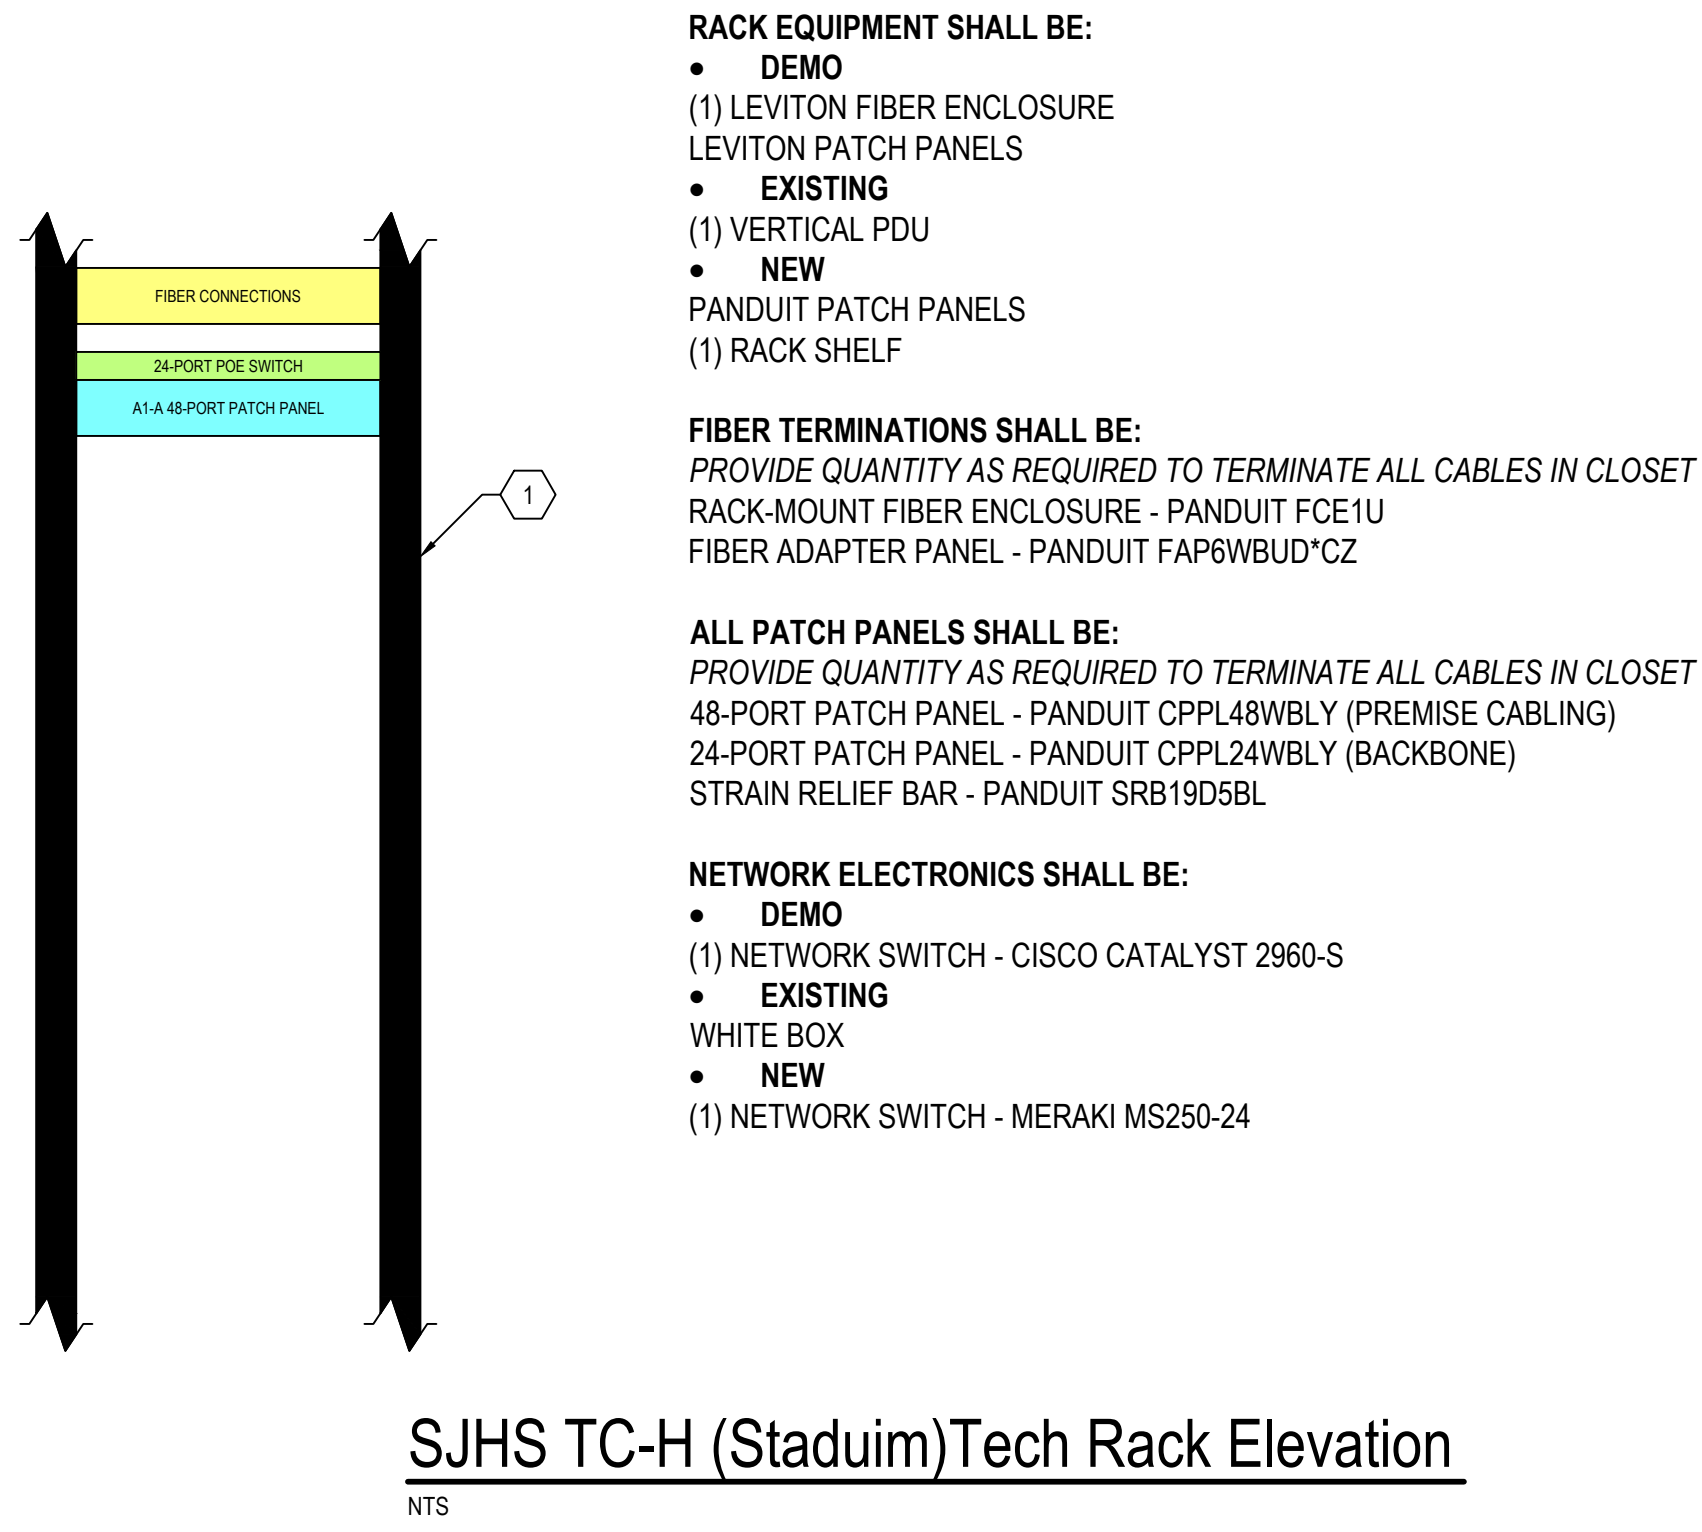 RACK EQUIPMENT SHALL BE:
• DEMO
(1) LEVITON FIBER ENCLOSURE
LEVITON PATCH PANELS
• EXISTING
(1) VERTICAL PDU
• NEW
PANDUIT PATCH PANELS
(1) RACK SHELF
FIBER TERMINATIONS SHALL BE:
PROVIDE QUANTITY AS REQUIRED TO TERMINATE ALL CABLES IN CLOSET
RACK-MOUNT FIBER ENCLOSURE - PANDUIT FCE1U
FIBER ADAPTER PANEL - PANDUIT FAP6WBUD*CZ
ALL PATCH PANELS SHALL BE:
PROVIDE QUANTITY AS REQUIRED TO TERMINATE ALL CABLES IN CLOSET
48-PORT PATCH PANEL - PANDUIT CPPL48WBLY (PREMISE CABLING)
24-PORT PATCH PANEL - PANDUIT CPPL24WBLY (BACKBONE)
STRAIN RELIEF BAR - PANDUIT SRB19D5BL
NETWORK ELECTRONICS SHALL BE:
• DEMO
(1) NETWORK SWITCH - CISCO CATALYST 2960-S
• EXISTING
WHITE BOX
• NEW
(1) NETWORK SWITCH - MERAKI MS250-24
FIBER CONNECTIONS
24-PORT POE SWITCH
A1-A 48-PORT PATCH PANEL
1
SJHS TC-H (Staduim)Tech Rack Elevation
NTS